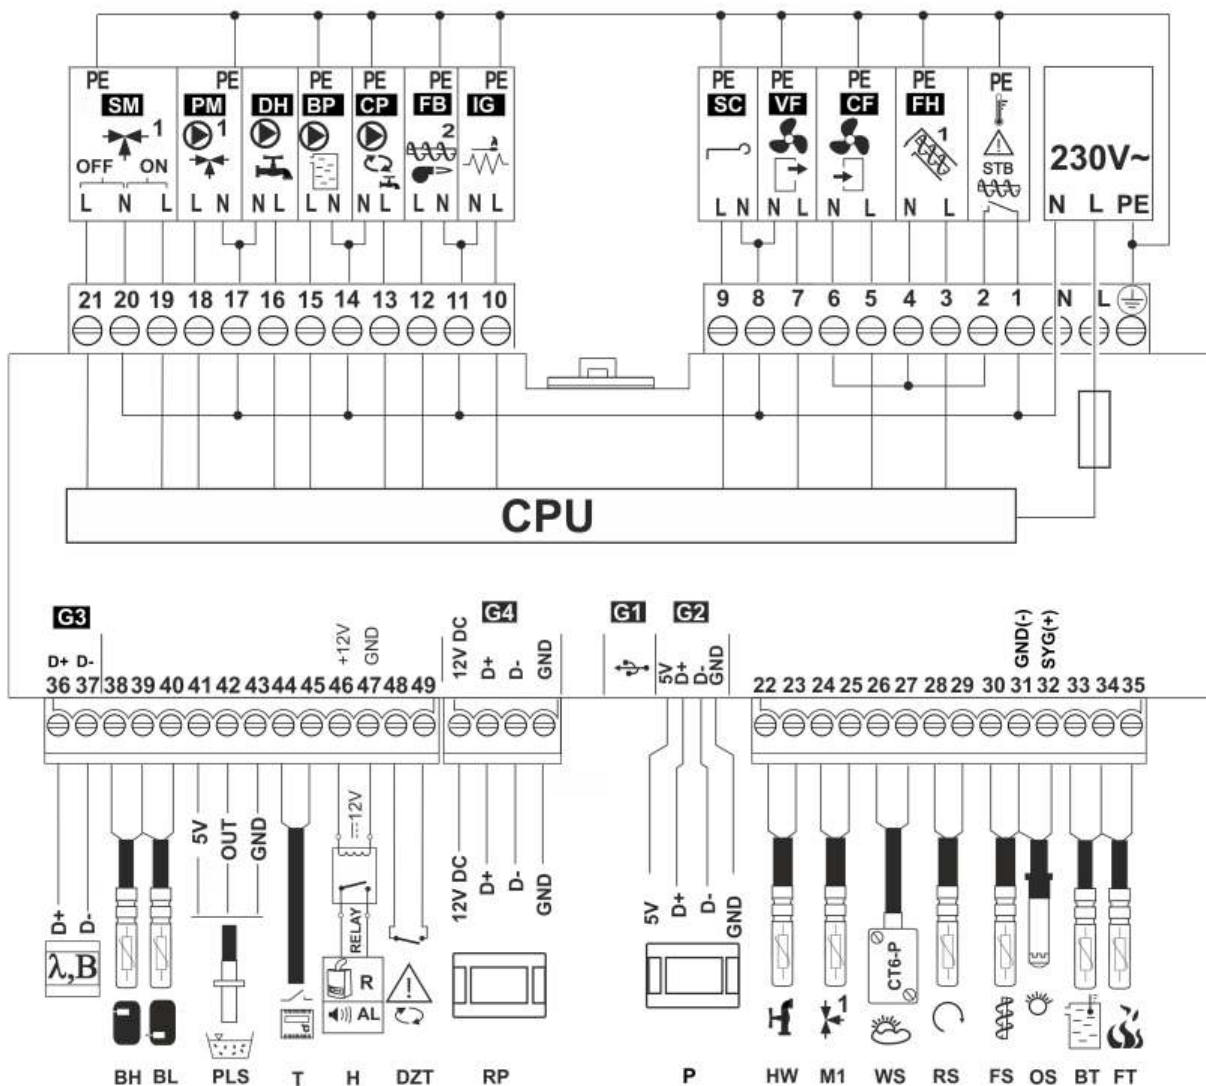 PE PE PE PE PE PE PE PE PE PE PE
SM PM DH BP CP FB IG SC VF CF FH
1 1 2 1
OFF ON
STB
230V~
L N L L N N L L N L L N L L N N L N L N L N L PE
21 20 19 18 17 16 15 14 13 12 11 10 9 8 7 6 5 4 3 2 1 N L
CPU
G3 G4 G1 G2
D+ D- +12V GND 12V DC D+ D- GND 5V D+ D- GND GND(-) SYG(+)
36 37 38 39 40 41 42 43 44 45 46 47 48 49 22 23 24 25 26 27 28 29 30 31 32 33 34 35
5V OUT GND 12V
RELAY
D+ D- 12V DC D+ D- GND 5V D+ D- GND
λ,B R CT6-P
AL 1
BH BL PLS T H DZT RP P HW M1 WS RS FS OS BT FT